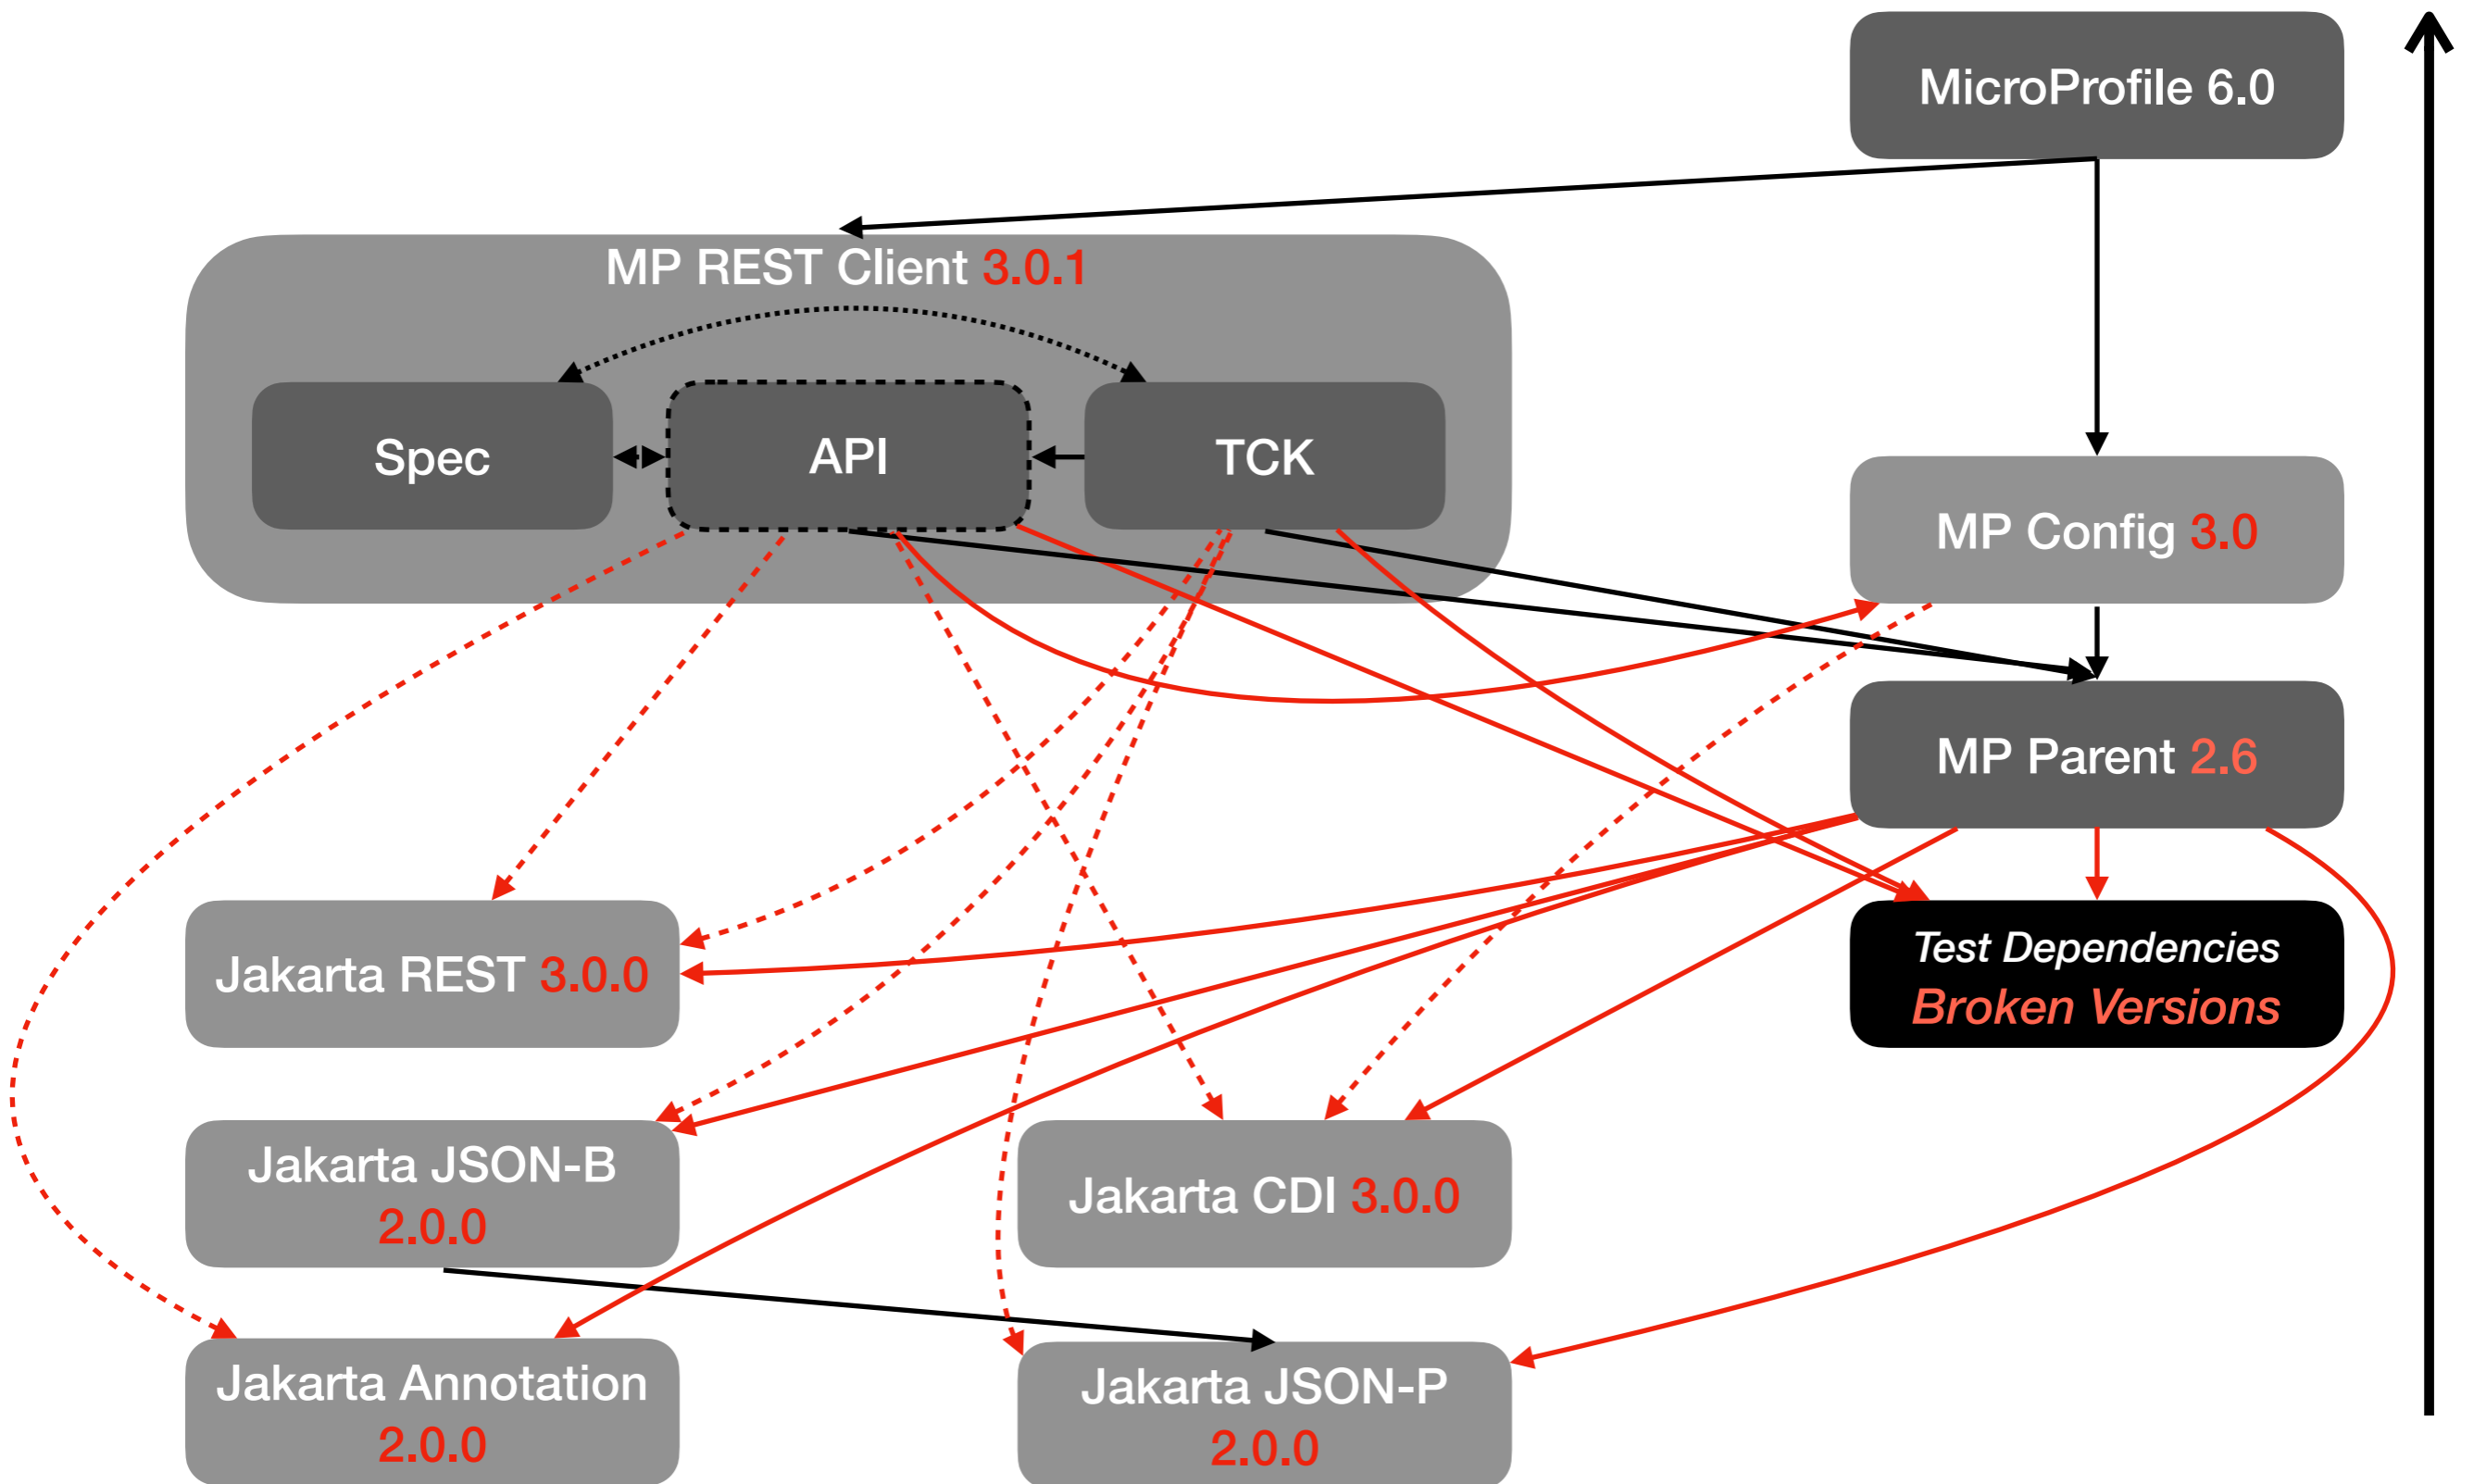 MicroProfile 6.0
MP REST Client 3.0.1
Spec
API
TCK
MP Config 3.0
MP Parent 2.6
Jakarta REST 3.0.0
Test Dependencies
Broken Versions
Jakarta JSON-B
2.0.0
Jakarta CDI 3.0.0
Jakarta Annotation
2.0.0
Jakarta JSON-P
2.0.0